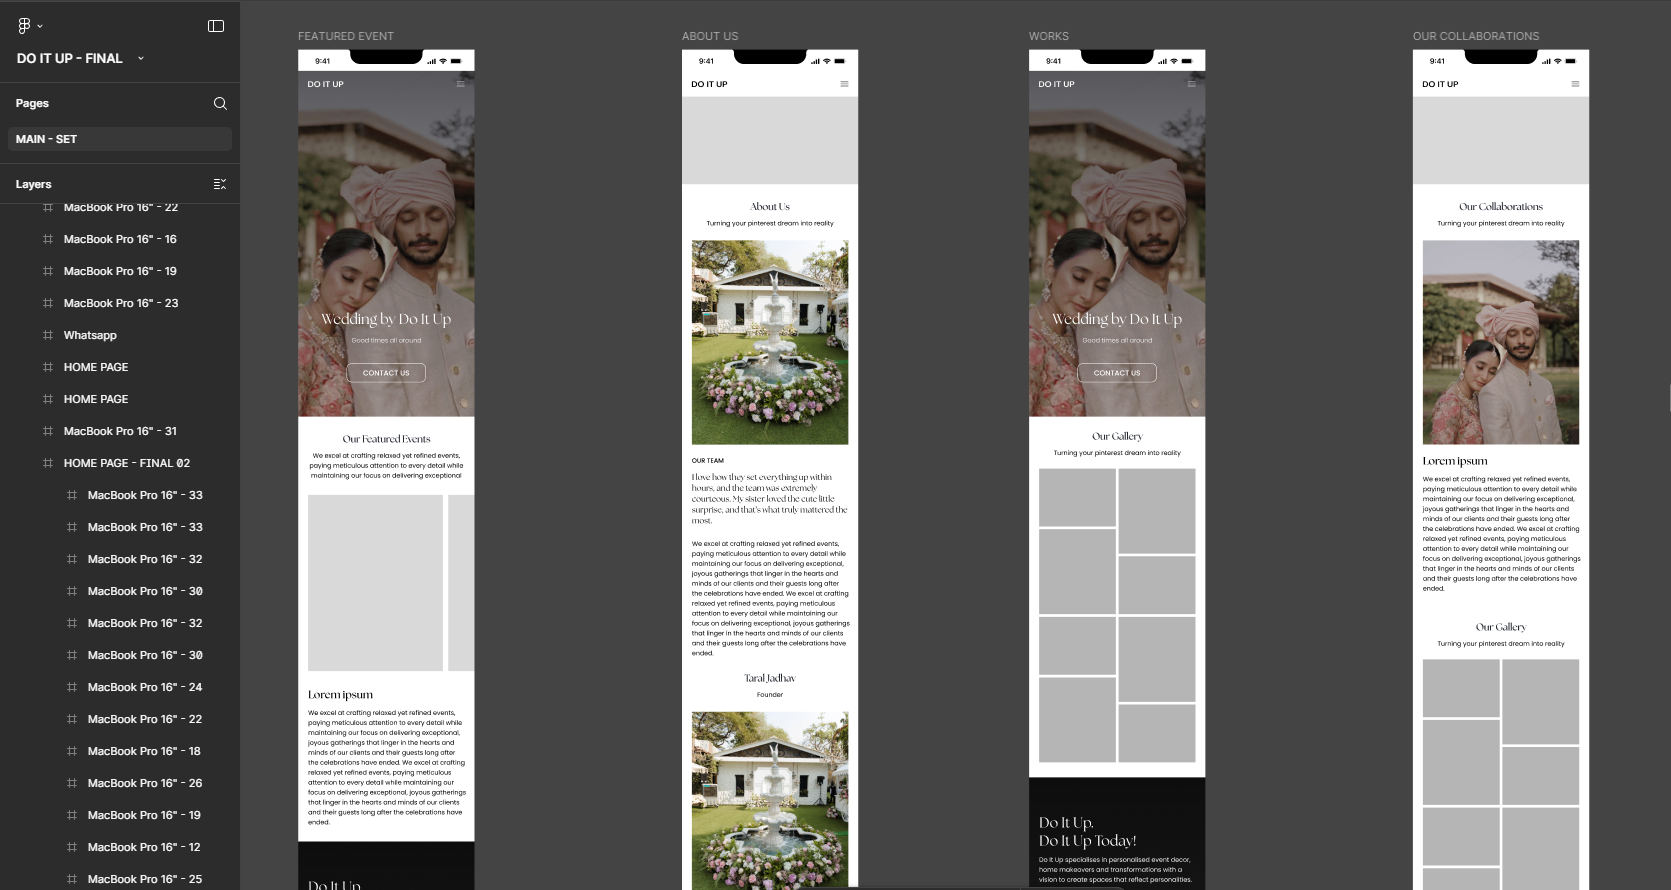 DO IT UP - FINAL
Pages
MAIN - SET
Layers
MacBook Pro 16" - 22
MacBook Pro 16" - 16
MacBook Pro 16" - 19
MacBook Pro 16" - 23
Whatsapp
HOME PAGE
HOME PAGE
MacBook Pro 16" - 31
HOME PAGE - FINAL 02
MacBook Pro 16" - 33
MacBook Pro 16" - 33
MacBook Pro 16" - 32
MacBook Pro 16" - 30
MacBook Pro 16" - 32
MacBook Pro 16" - 30
MacBook Pro 16" - 24
MacBook Pro 16" - 22
MacBook Pro 16" - 18
MacBook Pro 16" - 26
MacBook Pro 16" - 19
MacBook Pro 16" - 12
MacBook Pro 16" - 25
FEATURED EVENT
9:41
DO IT UP
Wedding by Do It Up
Good times all around
CONTACT US
Our Featured Events
We excel at crafting relaxed yet refined events,
paying meticulous attention to every detail while
maintaining our focus on delivering exceptional
Lorem ipsum
We excel at crafting relaxed yet refined events,
paying meticulous attention to every detail while
maintaining our focus on delivering exceptional,
joyous gatherings that linger in the hearts and
minds of our clients and their guests long after
the celebrations have ended. We excel at crafting
relaxed yet refined events, paying meticulous
attention to every detail while maintaining our
focus on delivering exceptional, joyous gatherings
that linger in the hearts and minds of our clients
and their guests long after the celebrations have
ended.
Do It Up.
ABOUT US
9:41
DO IT UP
About Us
Turning your pinterest dream into reality
OUR TEAM
I love how they set everything up within
hours, and the team was extremely
courteous. My sister loved the cute little
surprise, and that's what truly mattered the
most.
We excel at crafting relaxed yet refined events,
paying meticulous attention to every detail while
maintaining our focus on delivering exceptional,
joyous gatherings that linger in the hearts and
minds of our clients and their guests long after
the celebrations have ended. We excel at crafting
relaxed yet refined events, paying meticulous
attention to every detail while maintaining our
focus on delivering exceptional, joyous gatherings
that linger in the hearts and minds of our clients
and their guests long after the celebrations have
ended.
Taral Jadhav
Founder
WORKS
9:41
DO IT UP
Wedding by Do It Up
Good times all around
CONTACT US
Our Gallery
Turning your pinterest dream into reality
Do It Up.
Do It Up Today!
Do It Up specialises in personalised event decor,
home makeovers and transformations with a
vision to create spaces that reflect personalities.
OUR COLLABORATIONS
9:41
DO IT UP
Our Collaborations
Turning your pinterest dream into reality
Lorem ipsum
We excel at crafting relaxed yet refined events,
paying meticulous attention to every detail while
maintaining our focus on delivering exceptional,
joyous gatherings that linger in the hearts and
minds of our clients and their guests long after
the celebrations have ended. We excel at crafting
relaxed yet refined events, paying meticulous
attention to every detail while maintaining our
focus on delivering exceptional, joyous gatherings
that linger in the hearts and minds of our clients
and their guests long after the celebrations have
ended.
Our Gallery
Turning your pinterest dream into reality